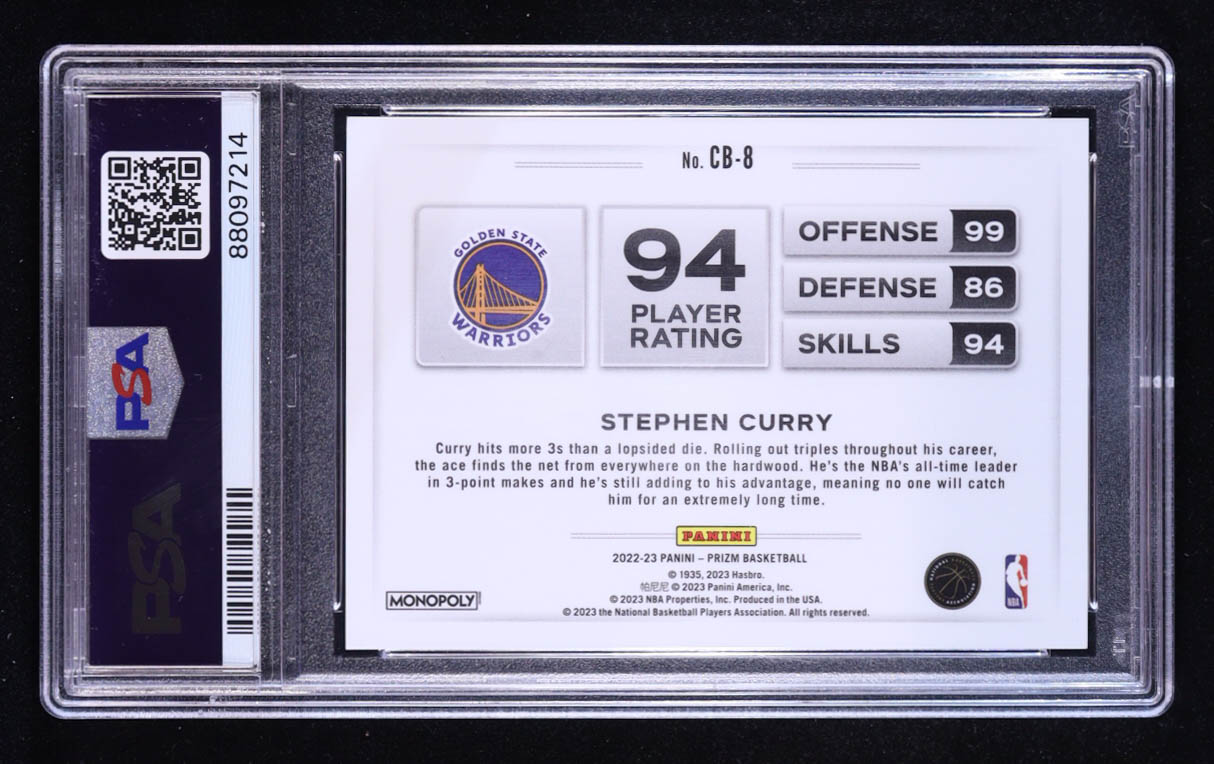 88097214
PSA
PSA
No. CB-8
GOLDEN STATE
WARRIORS
94
PLAYER
RATING
OFFENSE 99
DEFENSE 86
SKILLS 94
STEPHEN CURRY
Curry hits more 3s than a lopsided die. Rolling out triples throughout his career,
the ace finds the net from everywhere on the hardwood. He's the NBA's all-time leader
in 3-point makes and he's still adding to his advantage, meaning no one will catch
him for an extremely long time.
PANINI
2022-23 PANINI – PRIZM BASKETBALL
© 1935, 2023 Hasbro.
帕尼尼 © 2023 Panini America, Inc.
© 2023 NBA Properties, Inc. Produced in the USA.
© 2023 the National Basketball Players Association. All rights reserved.
MONOPOLY
NBA
PSA